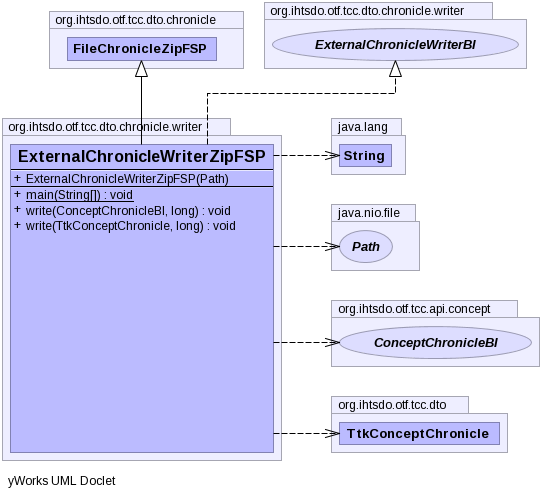 org.ihtsdo.otf.tcc.dto.chronicle
FileChronicleZipFSP
org.ihtsdo.otf.tcc.dto.chronicle.writer
ExternalChronicleWriterBI
org.ihtsdo.otf.tcc.dto.chronicle.writer
ExternalChronicleWriterZipFSP
+ ExternalChronicleWriterZipFSP(Path)
+ main(String[]) : void
+ write(ConceptChronicleBI, long) : void
+ write(TtkConceptChronicle, long) : void
java.lang
String
java.nio.file
Path
org.ihtsdo.otf.tcc.api.concept
ConceptChronicleBI
org.ihtsdo.otf.tcc.dto
TtkConceptChronicle
yWorks UML Doclet